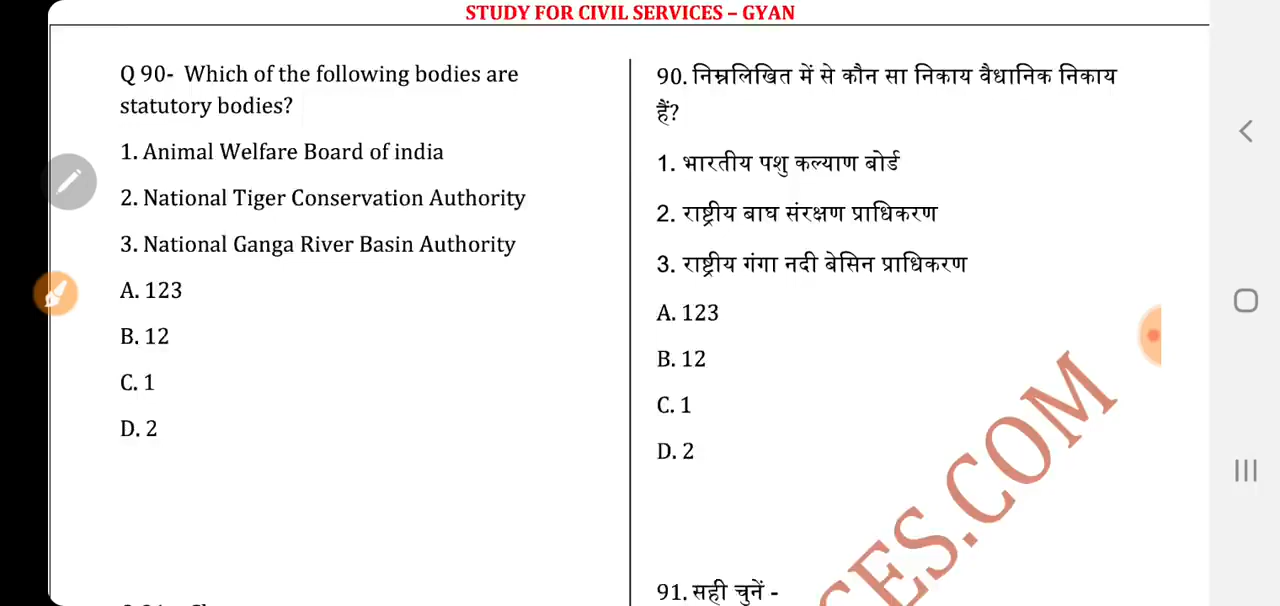 STUDY FOR CIVIL SERVICES – GYAN
Q 90- Which of the following bodies are
statutory bodies?
1. Animal Welfare Board of india
2. National Tiger Conservation Authority
3. National Ganga River Basin Authority
A. 123
B. 12
C. 1
D. 2
90. निम्नलिखित में से कौन सा निकाय वैधानिक निकाय
हैं?
1. भारतीय पशु कल्याण बोर्ड
2. राष्ट्रीय बाघ संरक्षण प्राधिकरण
3. राष्ट्रीय गंगा नदी बेसिन प्राधिकरण
A. 123
B. 12
C. 1
D. 2
91. सही चुनें -
CES.COM